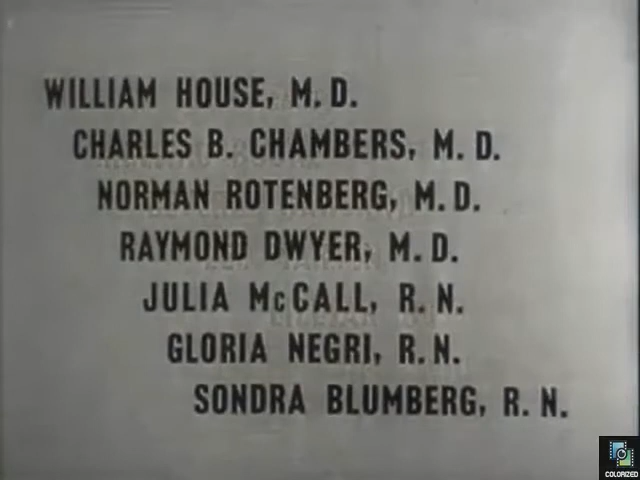 WILLIAM HOUSE, M. D.
CHARLES B. CHAMBERS, M. D.
NORMAN ROTENBERG, M. D.
RAYMOND DWYER, M. D.
JULIA McCALL, R. N.
GLORIA NEGRI, R. N.
SONDRA BLUMBERG, R. N.
COLORIZED